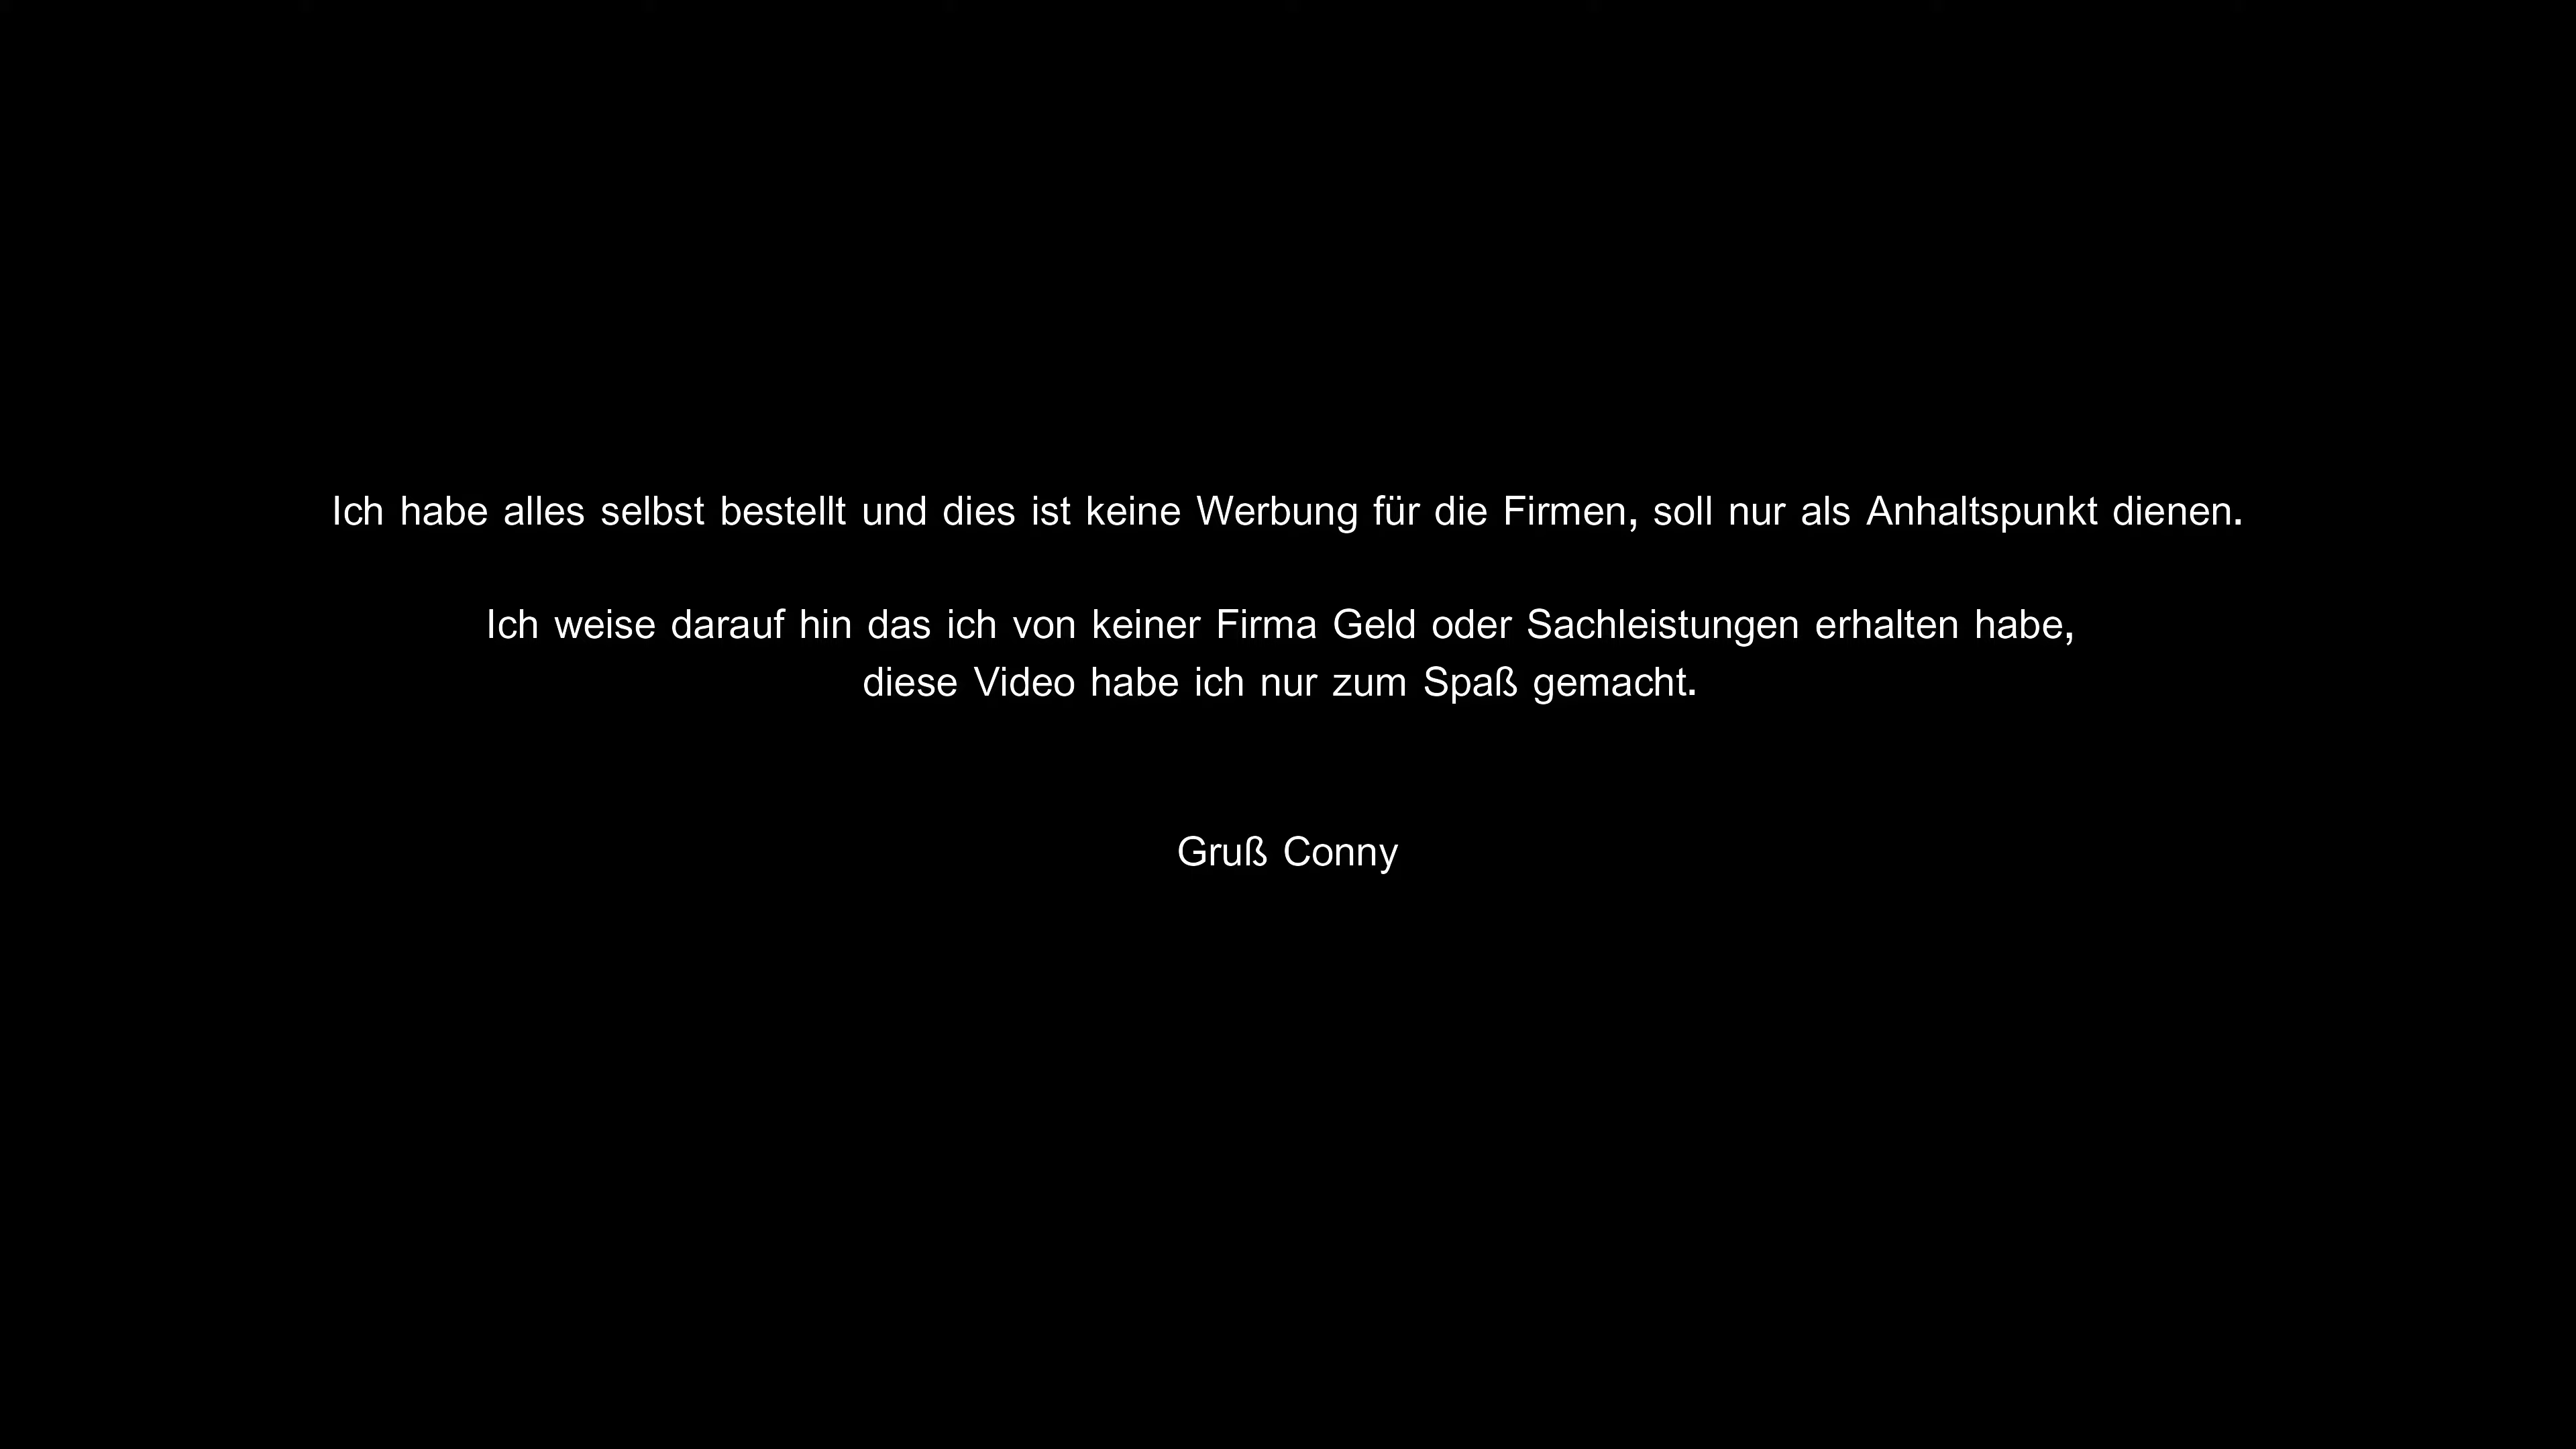 Ich habe alles selbst bestellt und dies ist keine Werbung für die Firmen, soll nur als Anhaltspunkt dienen.
Ich weise darauf hin das ich von keiner Firma Geld oder Sachleistungen erhalten habe,
diese Video habe ich nur zum Spaß gemacht.
Gruß Conny